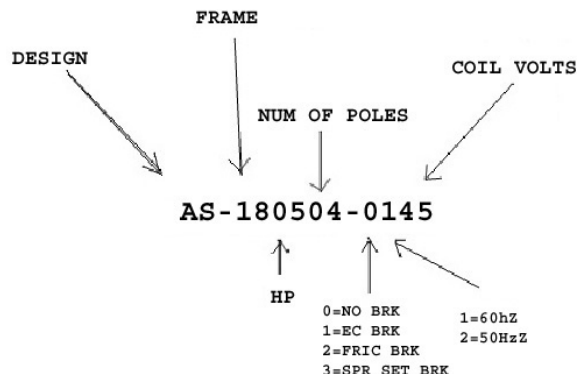 FRAME
DESIGN
COIL VOLTS
NUM OF POLES
AS-180504-0145
HP
0=NO BRK
1=EC BRK
2=FRIC BRK
3=SPR SET BRK
1=60hZ
2=50HzZ